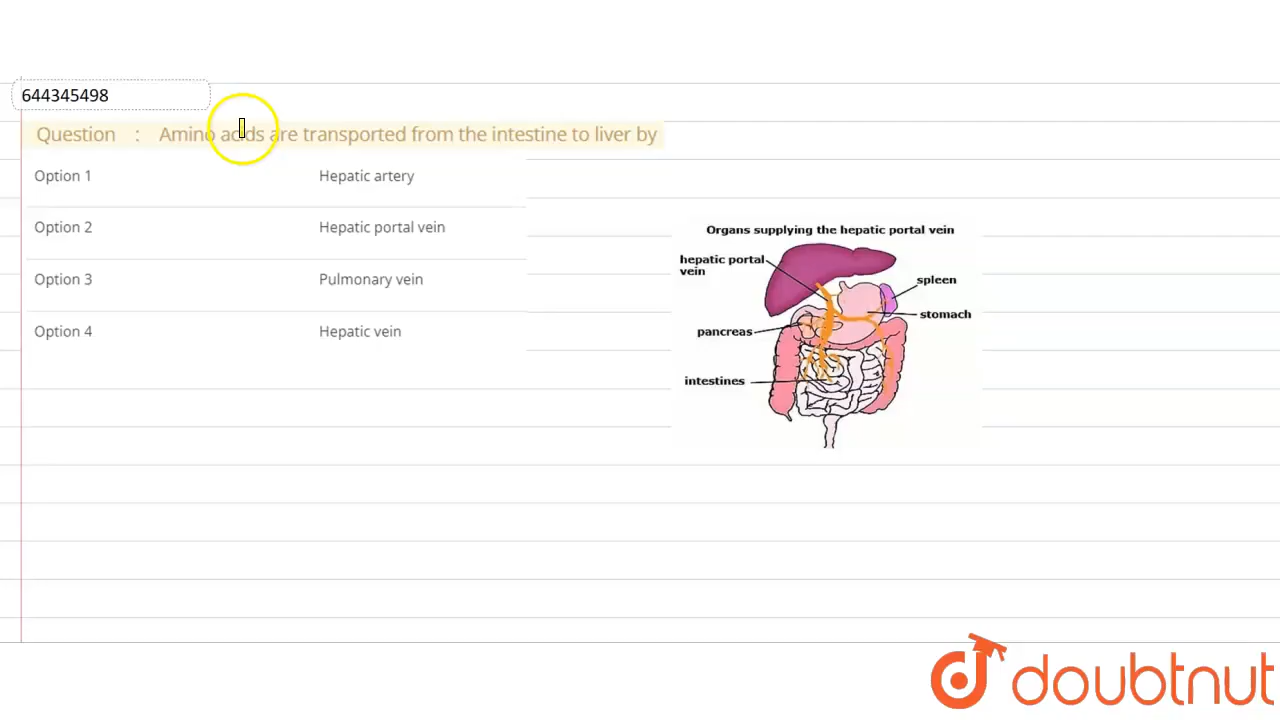 644345498
Question : Amino acids are transported from the intestine to liver by
Option 1 Hepatic artery
Option 2 Hepatic portal vein
Option 3 Pulmonary vein
Option 4 Hepatic vein
Organs supplying the hepatic portal vein
hepatic portal
vein
spleen
stomach
pancreas
intestines
doubtnut